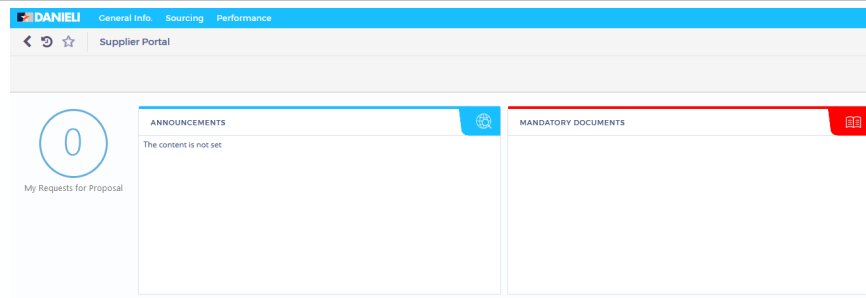 DANIELI General Info. Sourcing Performance
Supplier Portal
0
My Requests for Proposal
ANNOUNCEMENTS
The content is not set
MANDATORY DOCUMENTS